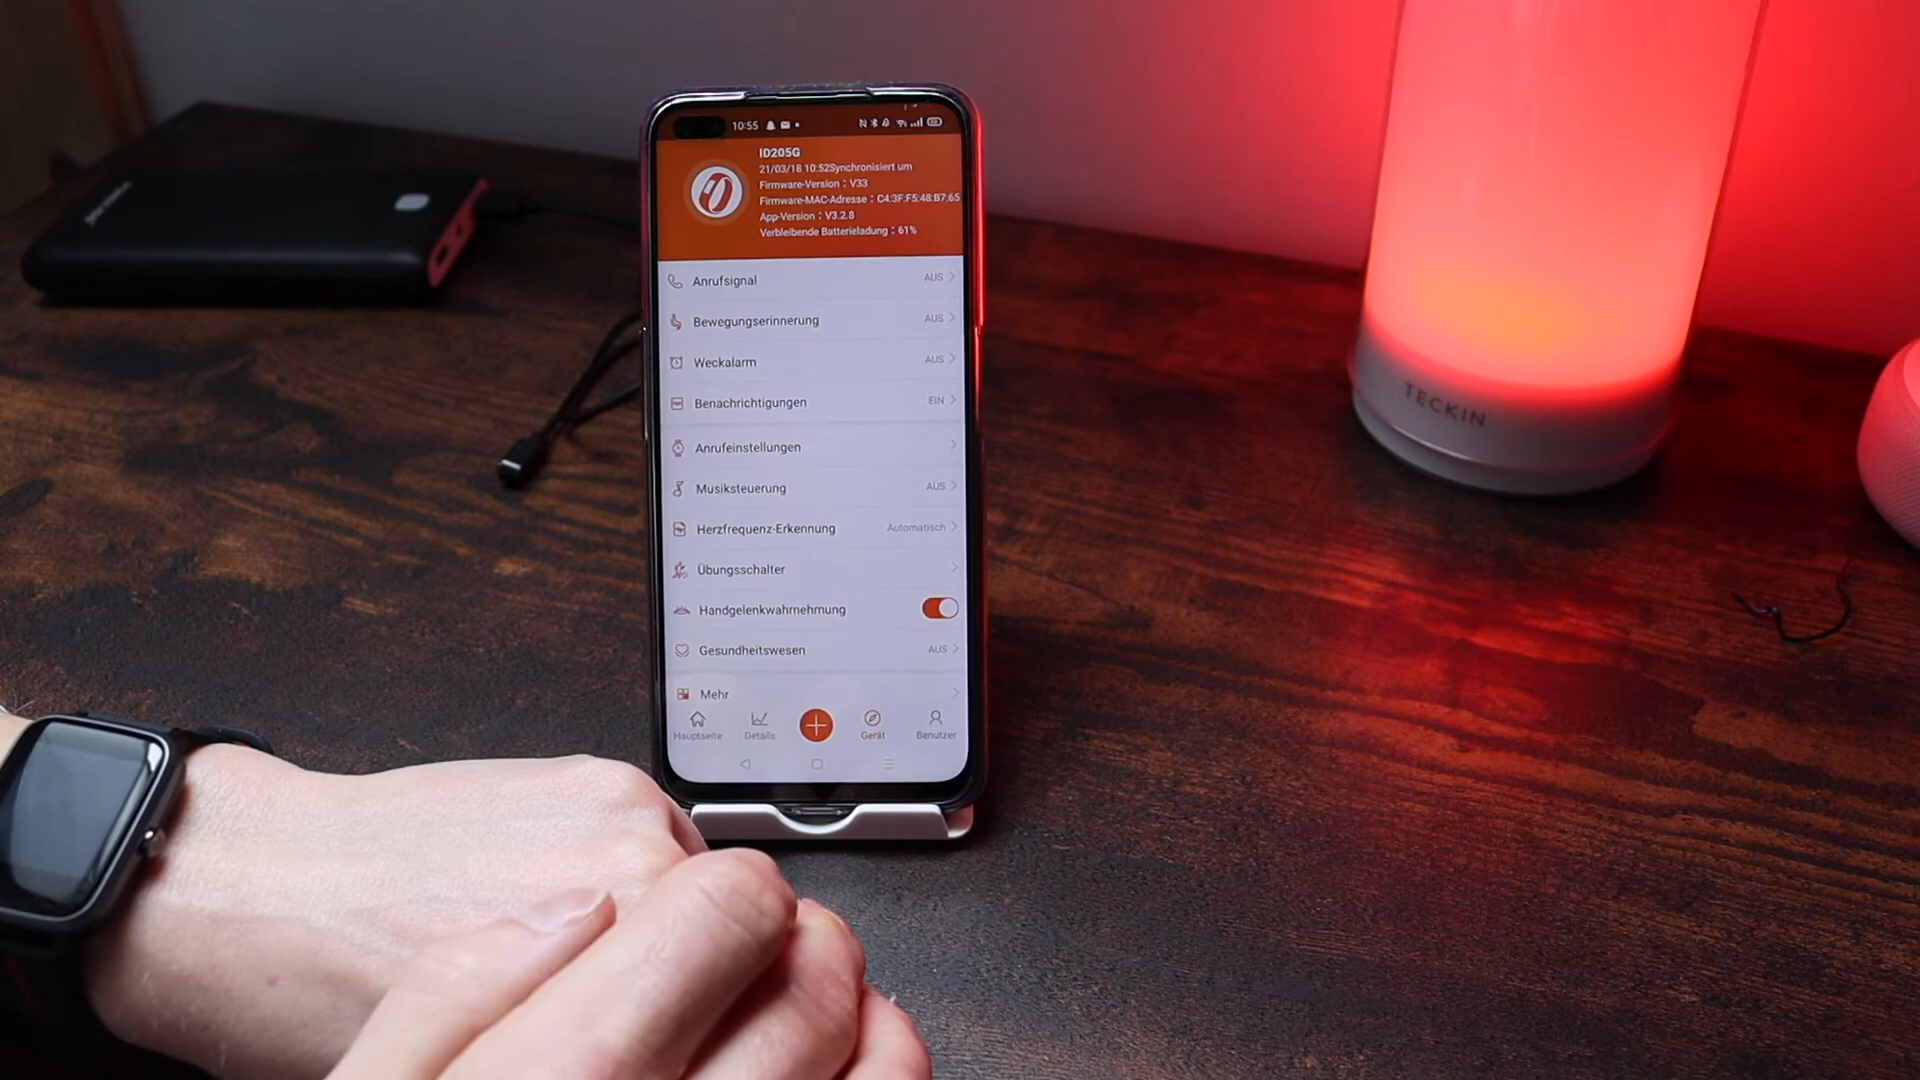 10:55
ID205G
21/03/18 10:52Synchronisiert um
Firmware-Version : V33
Firmware-MAC-Adresse : C4:3F:F5:48:B7:65
App-Version : V3.2.8
Verbleibende Batterieladung : 61%
Anrufsignal AUS
Bewegungserinnerung AUS
Weckalarm AUS
Benachrichtigungen EIN
Anrufeinstellungen
Musiksteuerung AUS
Herzfrequenz-Erkennung Automatisch
Übungsschalter
Handgelenkwahrnehmung
Gesundheitswesen AUS
Mehr
Hauptseite Details Gerät Benutzer
TECKIN